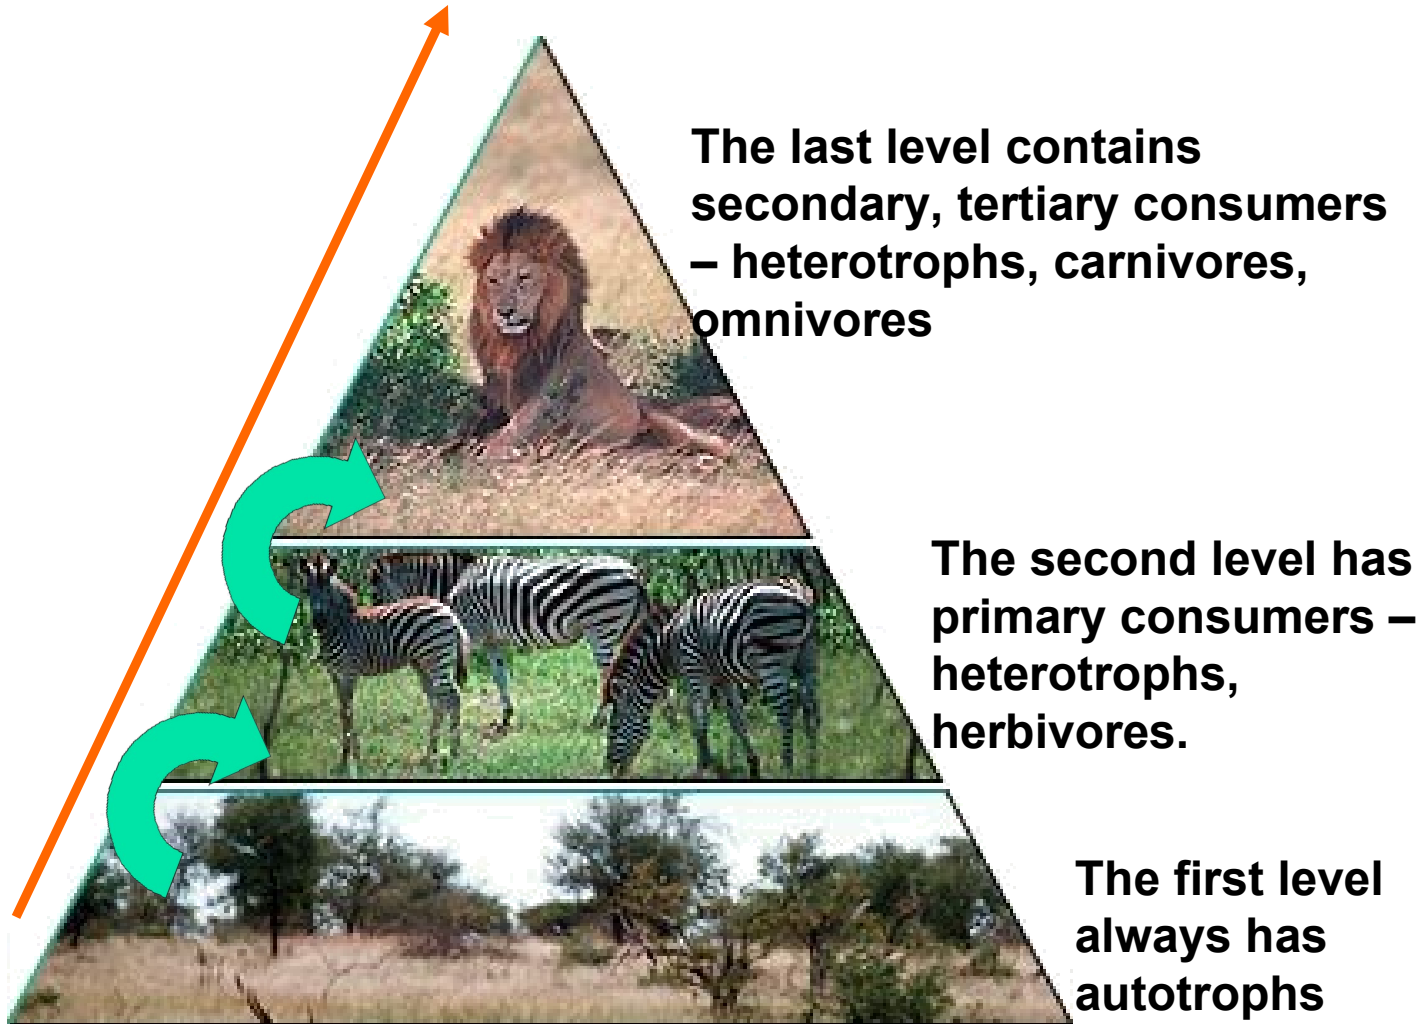 The last level contains
secondary, tertiary consumers
– heterotrophs, carnivores,
omnivores
The second level has
primary consumers –
heterotrophs,
herbivores.
The first level
always has
autotrophs